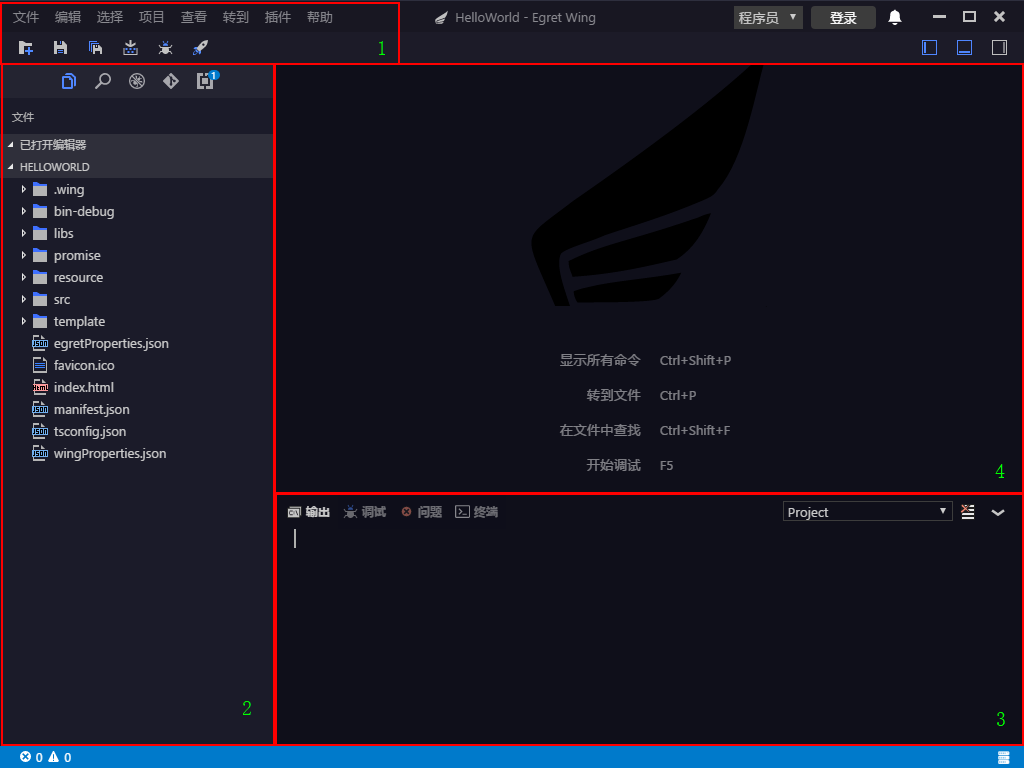 文件 编辑 选择 项目 查看 转到 插件 帮助 HelloWorld - Egret Wing 程序员 登录
1
1
文件
已打开编辑器
HELLOWORLD
.wing
bin-debug
libs
promise
resource
src
template
egretProperties.json
favicon.ico
index.html
manifest.json
tsconfig.json
wingProperties.json
2
显示所有命令 Ctrl+Shift+P
转到文件 Ctrl+P
在文件中查找 Ctrl+Shift+F
开始调试 F5
4
输出 调试 问题 终端 Project
3
0 0